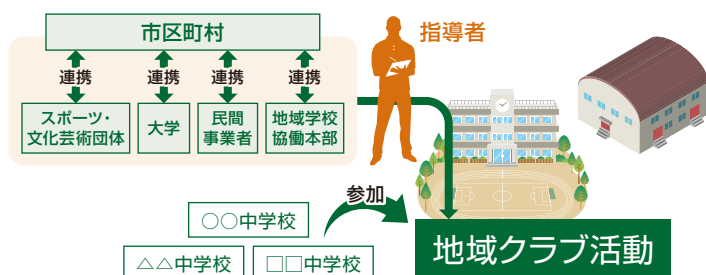 市区町村
指導者
連携
連携
連携
連携
スポーツ・
文化芸術団体
大学
民間
事業者
地域学校
協働本部
参加
○○中学校
△△中学校
□□中学校
地域クラブ活動